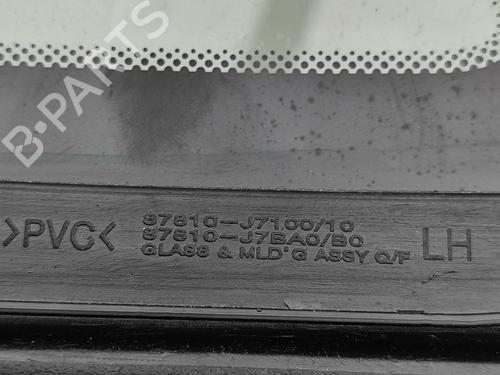 B-PARTS
87810-J7100/10
>PVC< 87810-J7BA0/B0 LH
GLASS & MLD'G ASSY Q/F